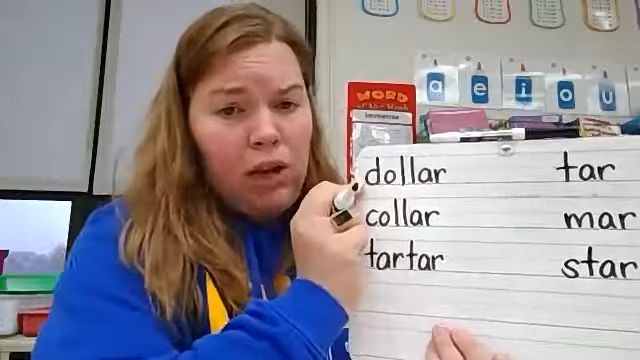 a e i o u
WORD
of the Week
dollar tar
collar mar
tartar star